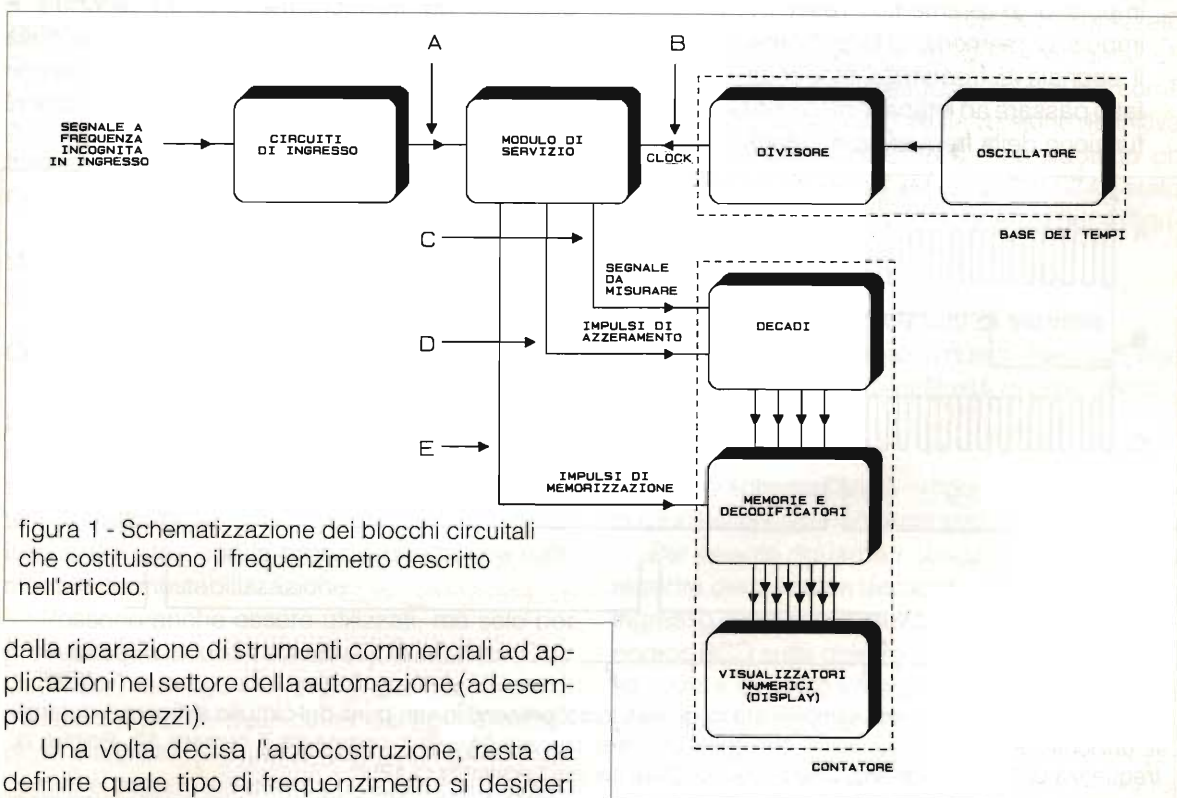 A
B
SEGNALE A
FREQUENZA
INCOGNITA
IN INGRESSO
CIRCUITI
DI INGRESSO
MODULO DI
SERVIZIO
CLOCK
DIVISORE
OSCILLATORE
BASE DEI TEMPI
C
SEGNALE
DA
MISURARE
DECADI
D
IMPULSI DI
AZZERAMENTO
E
IMPULSI DI
MEMORIZZAZIONE
MEMORIE E
DECODIFICATORI
VISUALIZZATORI
NUMERICI
(DISPLAY)
CONTATORE
figura 1 - Schematizzazione dei blocchi circuitali
che costituiscono il frequenzimetro descritto
nell'articolo.
dalla riparazione di strumenti commerciali ad ap-
plicazioni nel settore della automazione (ad esem-
pio i contapezzi).
Una volta decisa l'autocostruzione, resta da
definire quale tipo di frequenzimetro si desideri